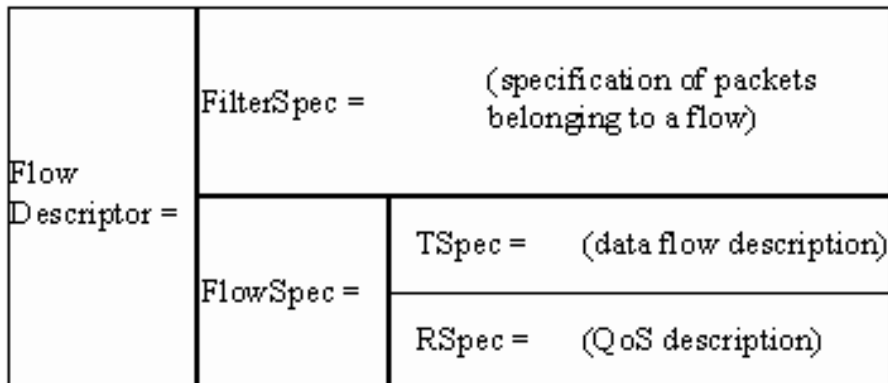 Flow
Descriptor =
FilterSpec =
(specification of packets
belonging to a flow)
FlowSpec =
TSpec = (data flow description)
RSpec = (QoS description)